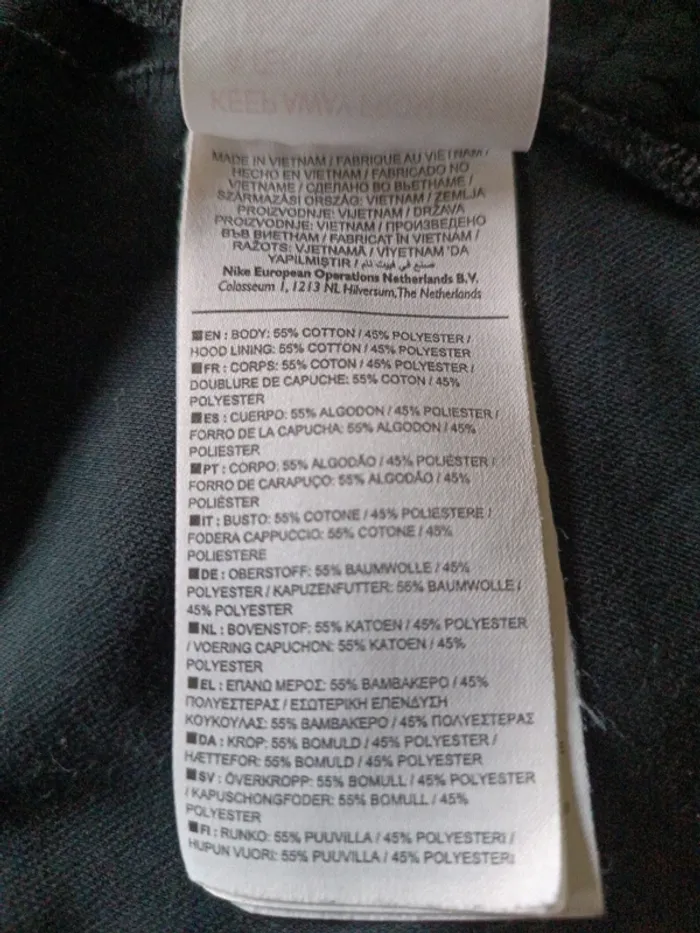 MADE IN VIETNAM / FABRIQUE AU VIETNAM /
HECHO EN VIETNAM / FABRICADO NO
VIETNAME / СДЕЛАНО ВО ВЬЕТНАМЕ /
SZÁRMAZÁSI ORSZÁG: VIETNAM / ZEMLJA
PROIZVODNJE: VIJETNAM / DRŽAVA
PROIZVODNJE: VIETNAM / ПРОИЗВЕДЕНО
ВЪВ ВИЕТНАМ / FABRICAT ÎN VIETNAM /
RAŽOTS: VJETNAMĀ / VİYETNAM 'DA
YAPILMIŞTIR / صنع في فييت نام
Nike European Operations Netherlands B.V.
Colosseum 1, 1213 NL Hilversum, The Netherlands
EN : BODY: 55% COTTON / 45% POLYESTER /
HOOD LINING: 55% COTTON / 45% POLYESTER
FR : CORPS: 55% COTON / 45% POLYESTER /
DOUBLURE DE CAPUCHE: 55% COTON / 45%
POLYESTER
ES : CUERPO: 55% ALGODON / 45% POLIESTER /
FORRO DE LA CAPUCHA: 55% ALGODON / 45%
POLIESTER
PT : CORPO: 55% ALGODÃO / 45% POLIÉSTER /
FORRO DE CARAPUÇO: 55% ALGODÃO / 45%
POLIÉSTER
IT : BUSTO: 55% COTONE / 45% POLIESTERE /
FODERA CAPPUCCIO: 55% COTONE / 45%
POLIESTERE
DE : OBERSTOFF: 55% BAUMWOLLE / 45%
POLYESTER / KAPUZENFUTTER: 55% BAUMWOLLE /
45% POLYESTER
NL : BOVENSTOF: 55% KATOEN / 45% POLYESTER
/ VOERING CAPUCHON: 55% KATOEN / 45%
POLYESTER
EL : ΕΠΑΝΩ ΜΕΡΟΣ: 55% ΒΑΜΒΑΚΕΡΟ / 45%
ΠΟΛΥΕΣΤΕΡΑΣ / ΕΣΩΤΕΡΙΚΗ ΕΠΕΝΔΥΣΗ
ΚΟΥΚΟΥΛΑΣ: 55% ΒΑΜΒΑΚΕΡΟ / 45% ΠΟΛΥΕΣΤΕΡΑΣ
DA : KROP: 55% BOMULD / 45% POLYESTER /
HÆTTEFOR: 55% BOMULD / 45% POLYESTER
SV : ÖVERKROPP: 55% BOMULL / 45% POLYESTER
/ KAPUSCHONGFODER: 55% BOMULL / 45%
POLYESTER
FI : RUNKO: 55% PUUVILLA / 45% POLYESTERI /
HUPUN VUORI: 55% PUUVILLA / 45% POLYESTERI